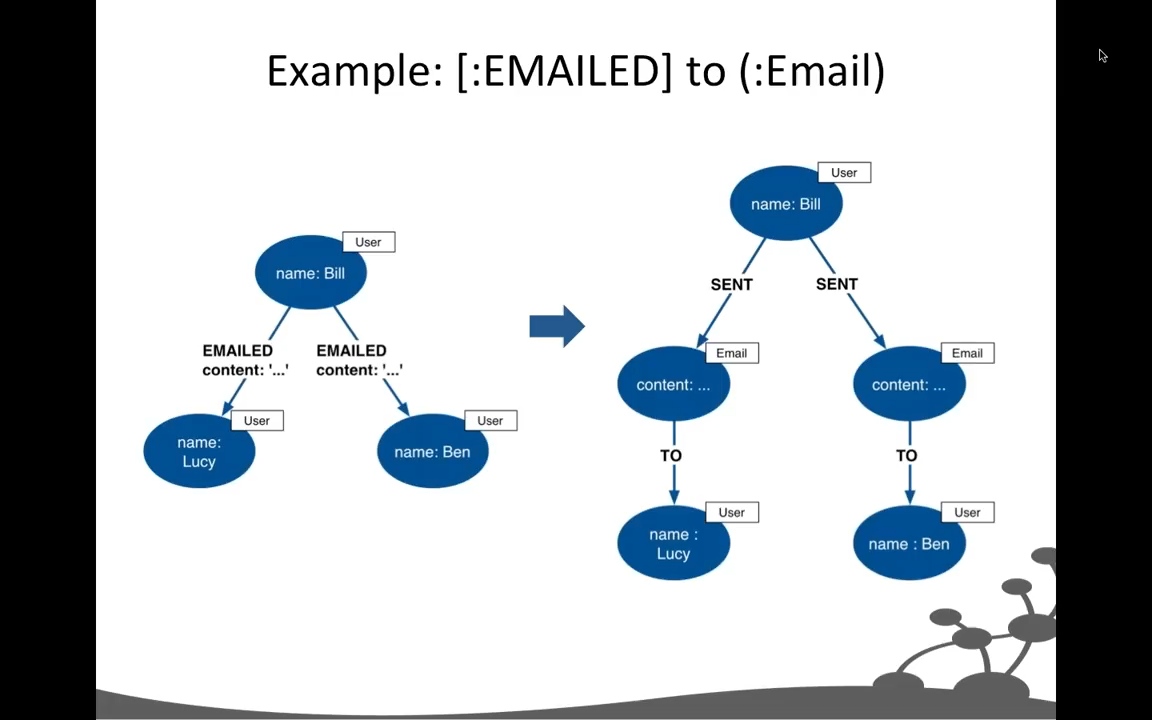 Example: [:EMAILED] to (:Email)
User
name: Bill
EMAILED
content: '...'
EMAILED
content: '...'
User
name:
Lucy
User
name: Ben
User
name: Bill
SENT
SENT
Email
content: ...
Email
content: ...
TO
TO
User
name :
Lucy
User
name : Ben